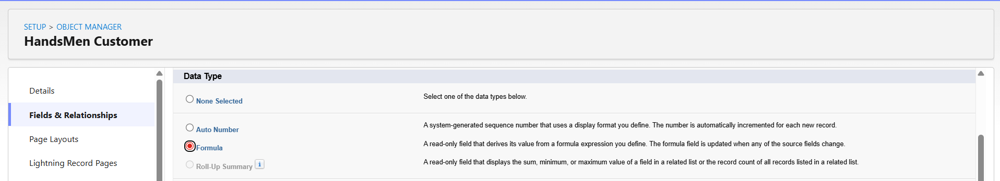 SETUP > OBJECT MANAGER
HandsMen Customer
Details
Fields & Relationships
Page Layouts
Lightning Record Pages
Data Type
None Selected Select one of the data types below.
Auto Number A system-generated sequence number that uses a display format you define. The number is automatically incremented for each new record.
Formula A read-only field that derives its value from a formula expression you define. The formula field is updated when any of the source fields change.
Roll-Up Summary i A read-only field that displays the sum, minimum, or maximum value of a field in a related list or the record count of all records listed in a related list.